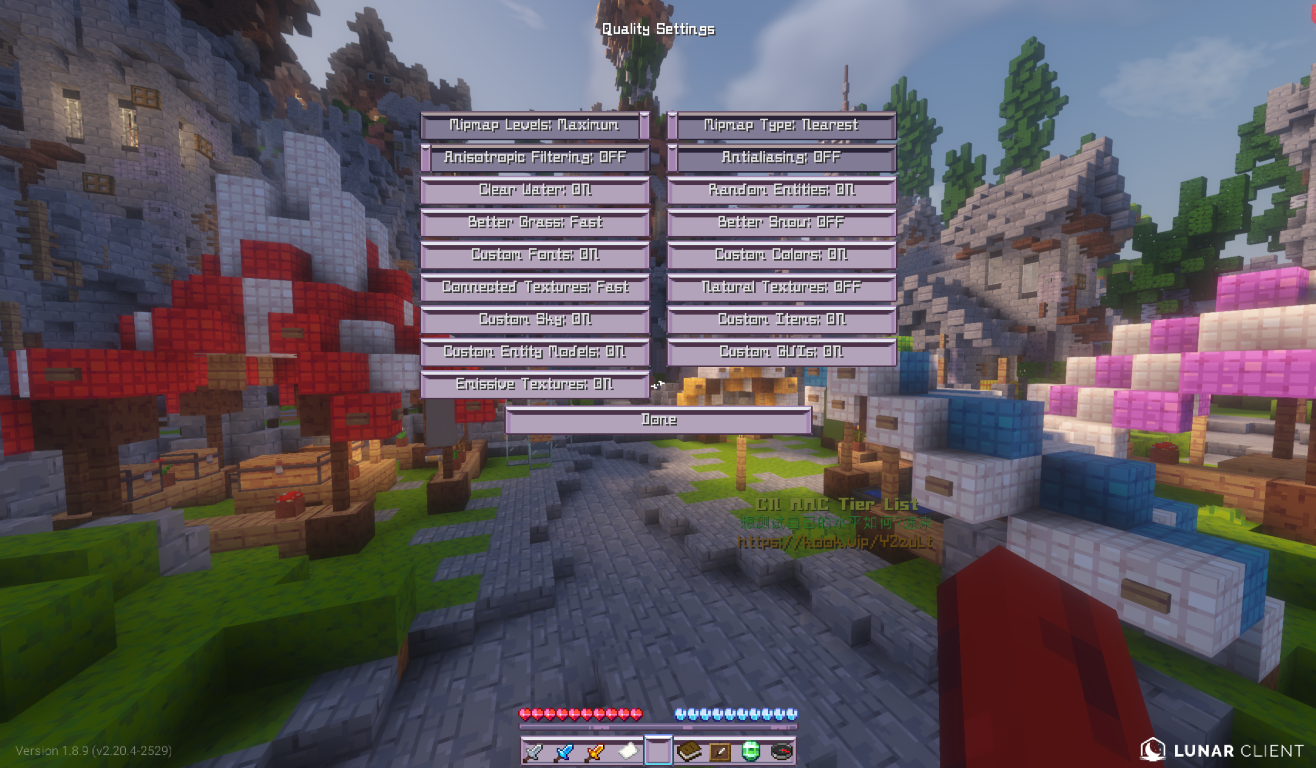 Quality Settings
Mipmap Levels: Maximum
Mipmap Type: Nearest
Anisotropic Filtering: OFF
Antialiasing: OFF
Clear Water: ON
Random Entities: ON
Better Grass: Fast
Better Snow: OFF
Custom Fonts: ON
Custom Colors: ON
Connected Textures: Fast
Natural Textures: OFF
Custom Sky: ON
Custom Items: ON
Custom Entity Models: ON
Custom GUIs: ON
Emissive Textures: ON
Done
Tier List
Version 1.8.9 (v2.20.4-2529)
LUNAR CLIENT